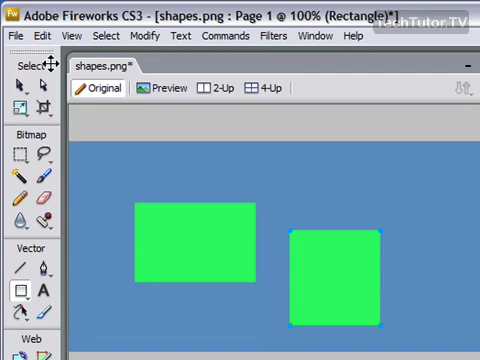 Fw Adobe Fireworks CS3 - [shapes.png : Page 1 @ 100% (Rectangle)*]
TechTutor TV
File Edit View Select Modify Text Commands Filters Window Help
Select
shapes.png*
Original Preview 2-Up 4-Up
Bitmap
Vector
A
Web